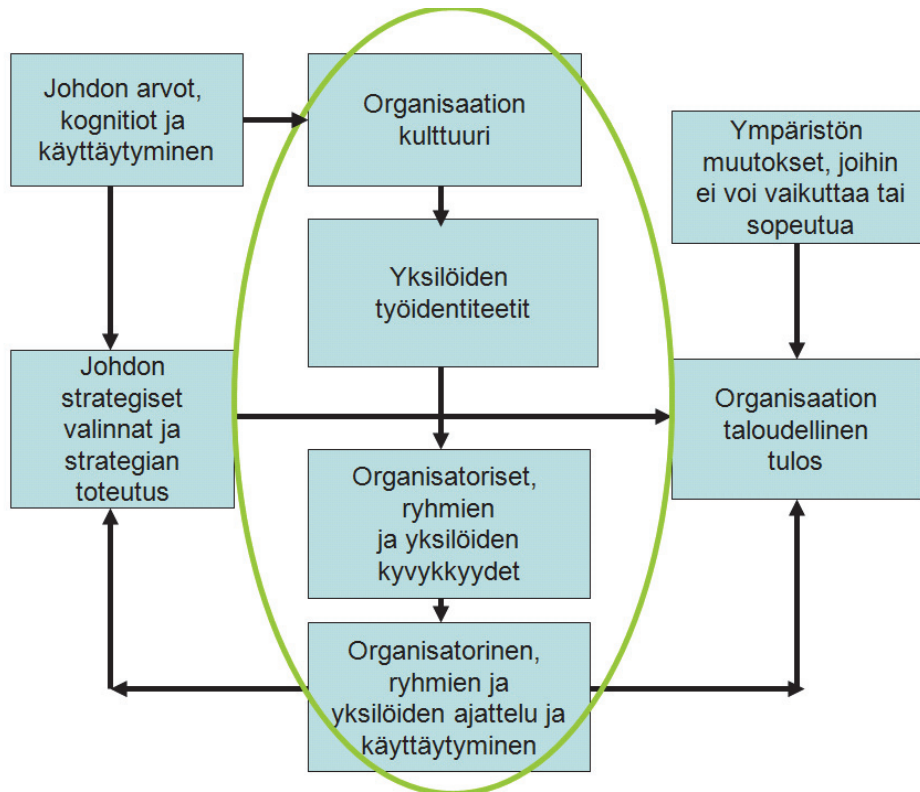 Johdon arvot,
kognitiot ja
käyttäytyminen
Organisaation
kulttuuri
Ympäristön
muutokset, joihin
ei voi vaikuttaa tai
sopeutua
Yksilöiden
työidentiteetit
Johdon
strategiset
valinnat ja
strategian
toteutus
Organisaation
taloudellinen
tulos
Organisatoriset,
ryhmien
ja yksilöiden
kyvykkyydet
Organisatorinen,
ryhmien ja
yksilöiden ajattelu ja
käyttäytyminen